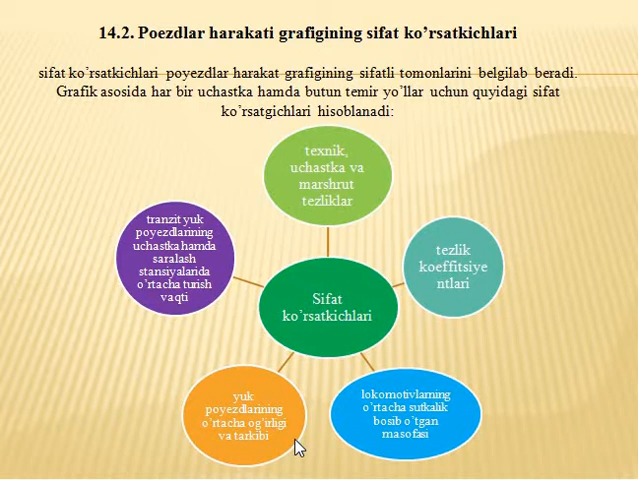 14.2. Poezdlar harakati grafigining sifat ko’rsatkichlari
sifat ko’rsatkichlari poyezdlar harakat grafigining sifatli tomonlarini belgilab beradi.
Grafik asosida har bir uchastka hamda butun temir yo’llar uchun quyidagi sifat
ko’rsatgichlari hisoblanadi:
texnik,
uchastka va
marshrut
tezliklar
tranzit yuk
poyezdlarining
uchastka hamda
saralash
stansiyalarida
o’rtacha turish
vaqti
tezlik
koeffitsiye
ntlari
Sifat
ko’rsatkichlari
yuk
poyezdlarining
o’rtacha og’irligi
va tarkibi
lokomotivlarning
o’rtacha sutkalik
bosib o’tgan
masofasi